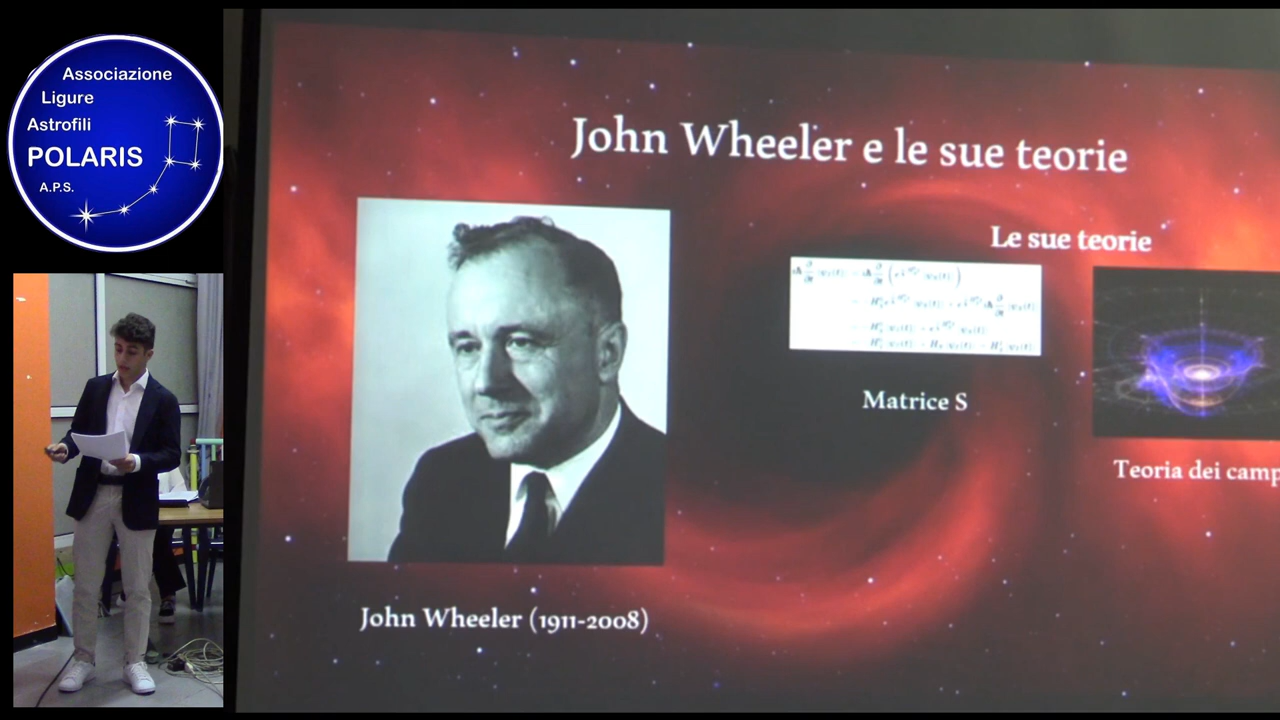 Associazione
Ligure
Astrofili
POLARIS
A.P.S.
John Wheeler e le sue teorie
Le sue teorie
Matrice S
Teoria dei camp
John Wheeler (1911-2008)